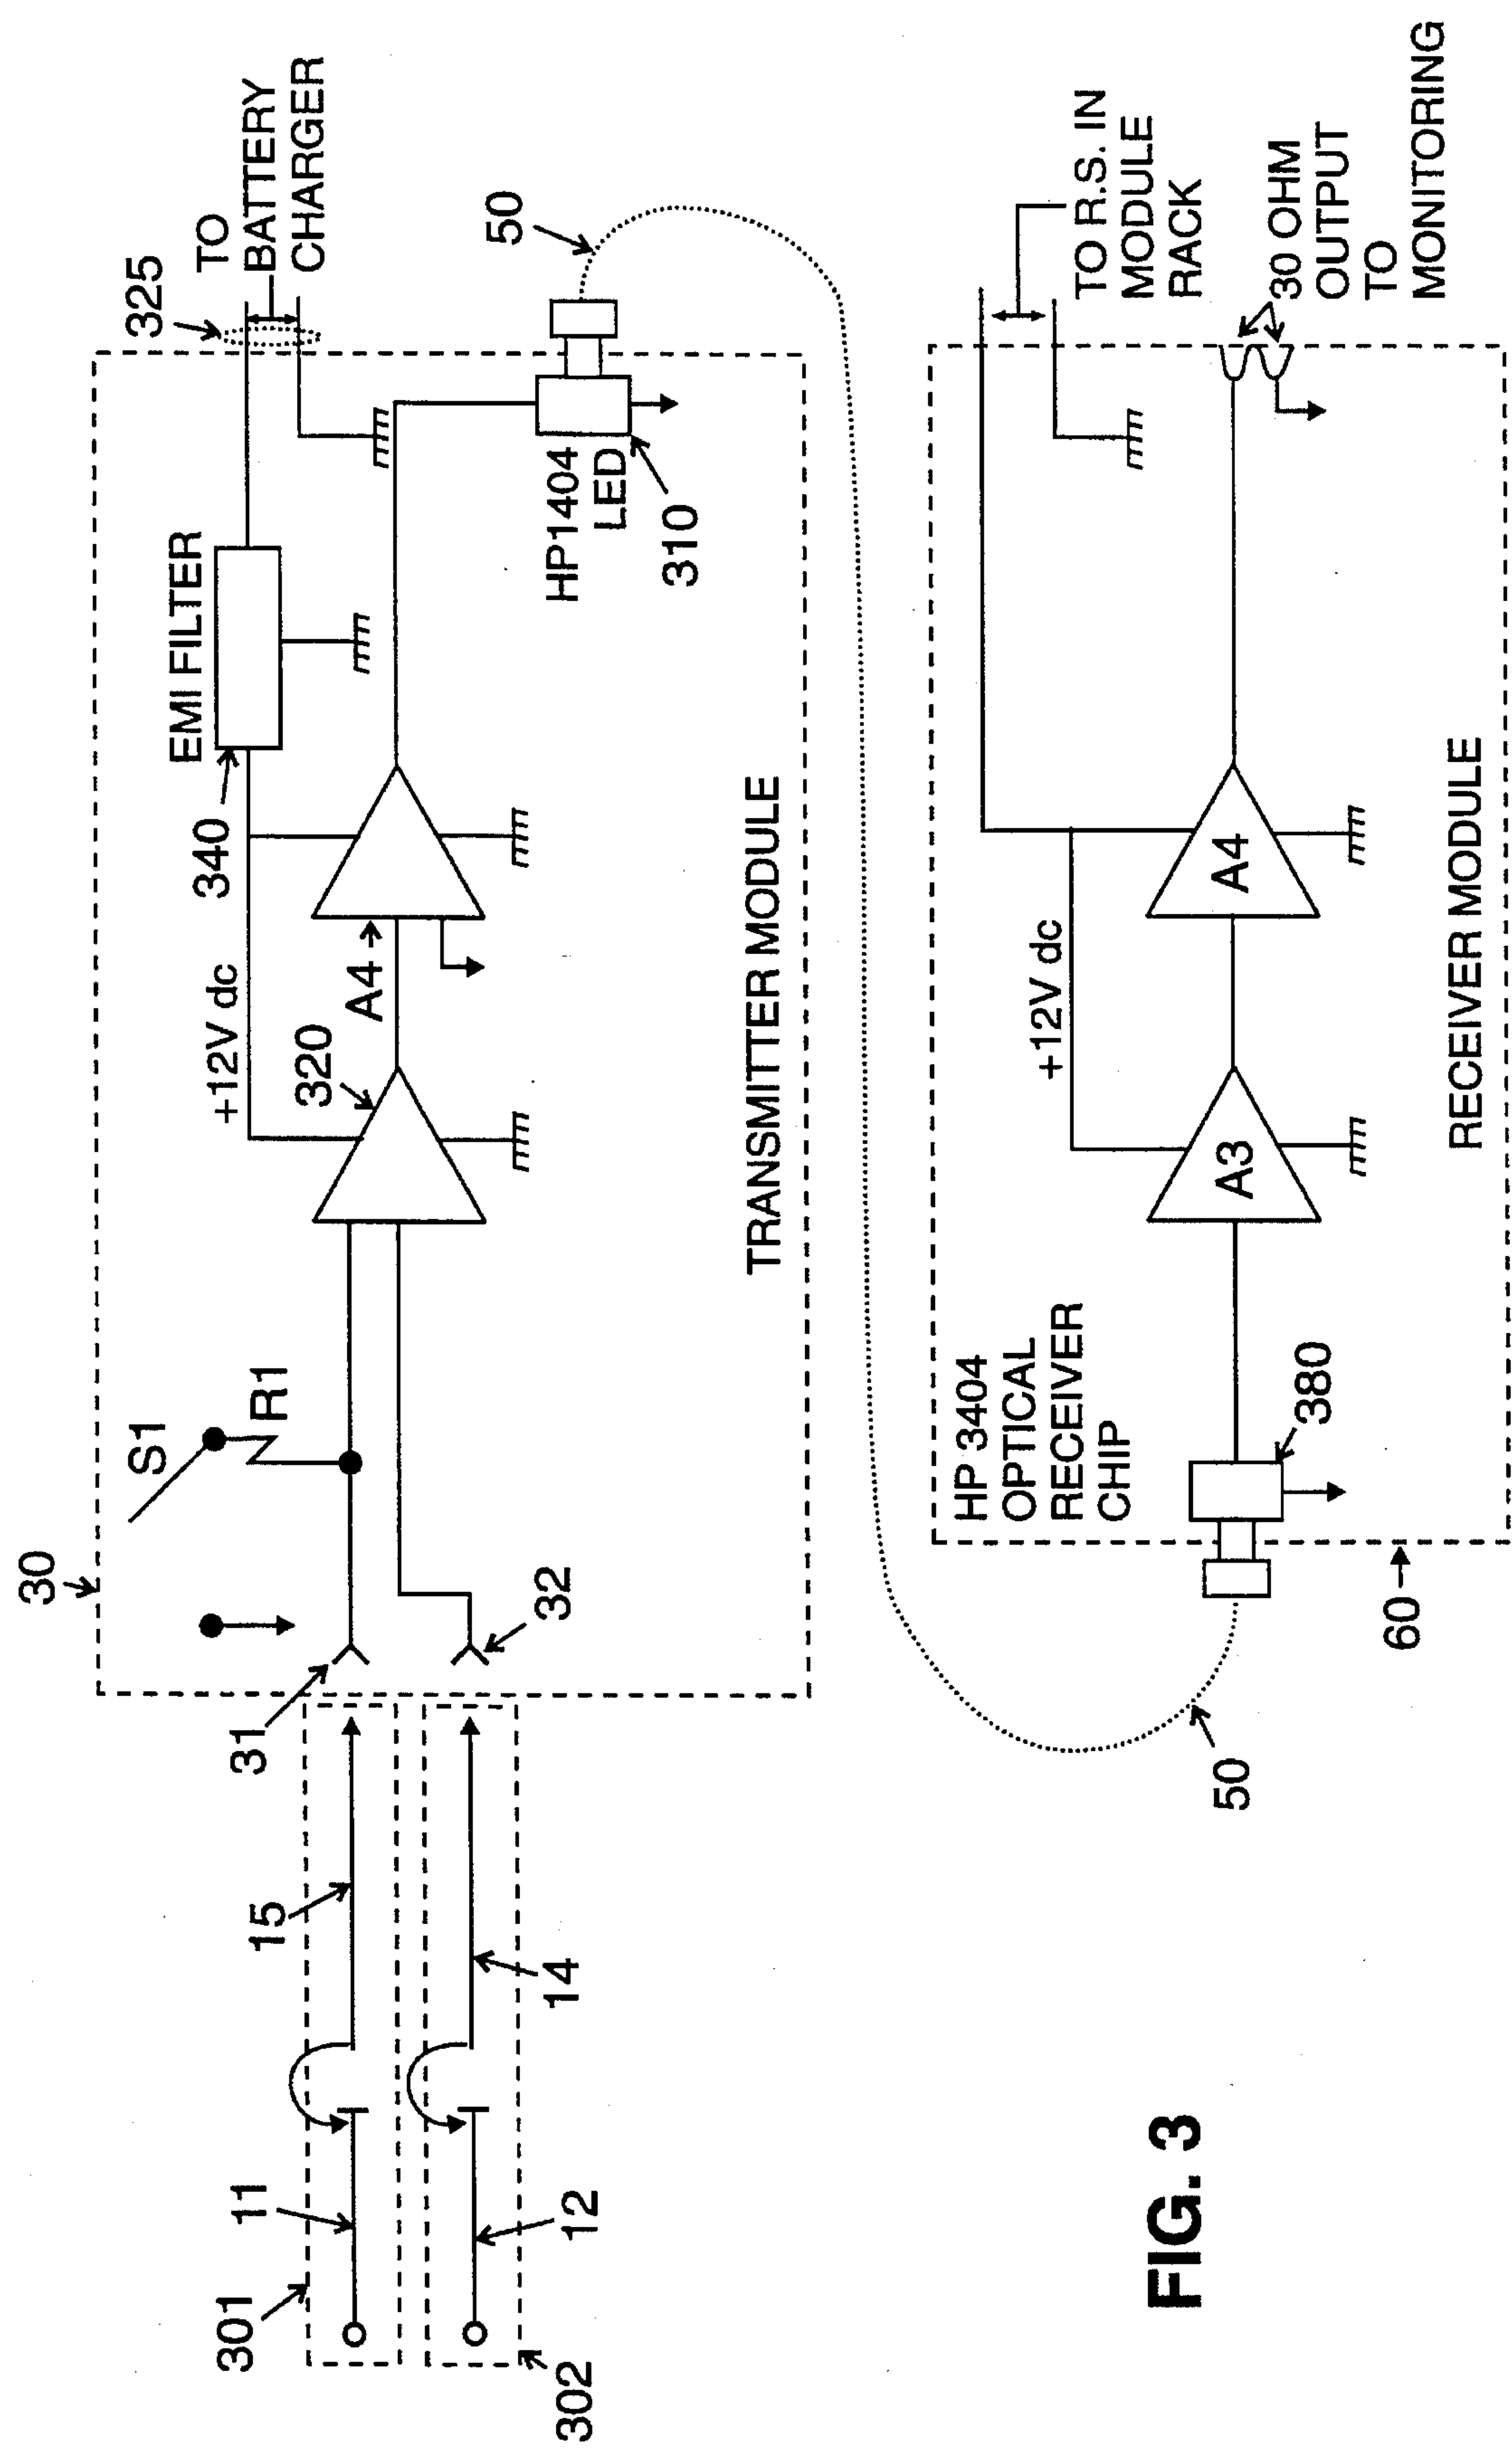 30
S1
R1
31
32
301
302
11
15
12
14
+12V dc
320
A4
340
EMI FILTER
325
TO
BATTERY
CHARGER
HP1404
LED
310
50
TRANSMITTER MODULE
50
60
HP 3404
OPTICAL
RECEIVER
CHIP
380
A3
+12V dc
A4
TO R.S. IN
MODULE
RACK
30 OHM
OUTPUT
TO
MONITORING
RECEIVER MODULE
FIG. 3